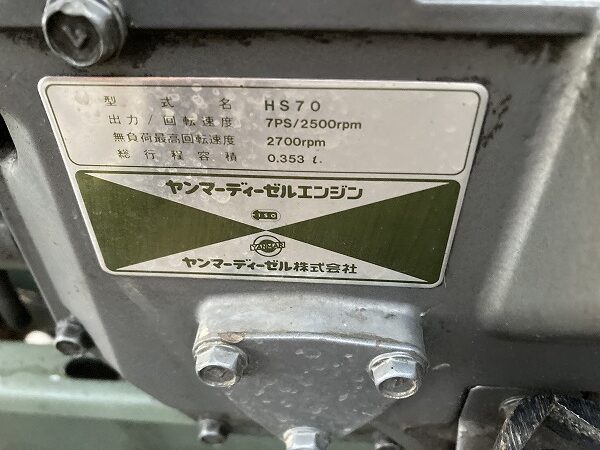 型式名 HS70
出力/回転速度 7PS/2500rpm
無負荷最高回転速度 2700rpm
総行程容積 0.353 ℓ.
ヤンマーディーゼルエンジン
ISO
YANMAR
ヤンマーディーゼル株式会社